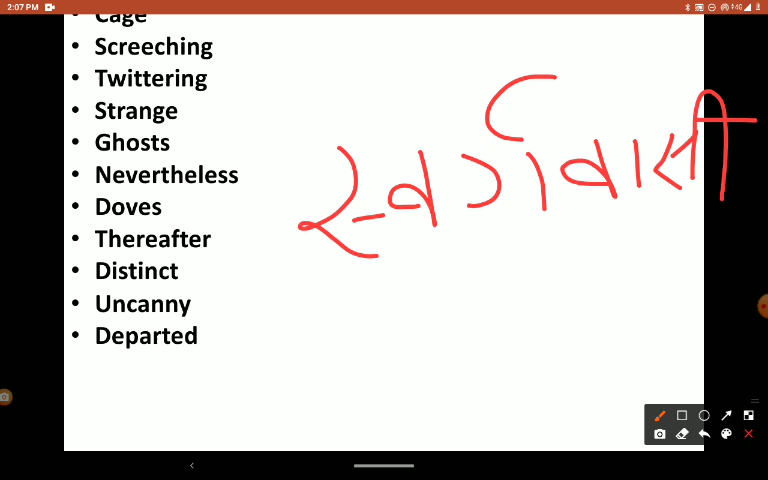 2:07 PM
Cage
Screeching
Twittering
Strange
Ghosts
Nevertheless
Doves
Thereafter
Distinct
Uncanny
Departed